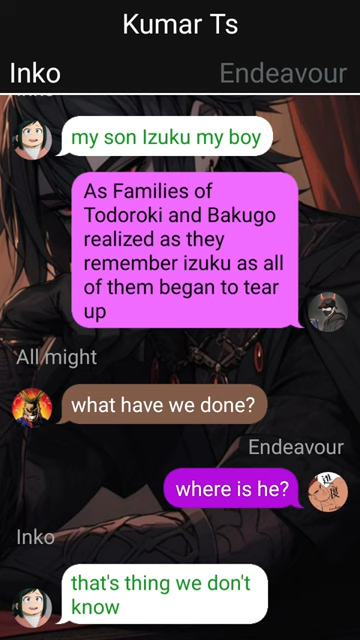 Kumar Ts
Inko
Endeavour
my son Izuku my boy
As Families of
Todoroki and Bakugo
realized as they
remember izuku as all
of them began to tear
up
All might
what have we done?
Endeavour
where is he?
Inko
that's thing we don't
know